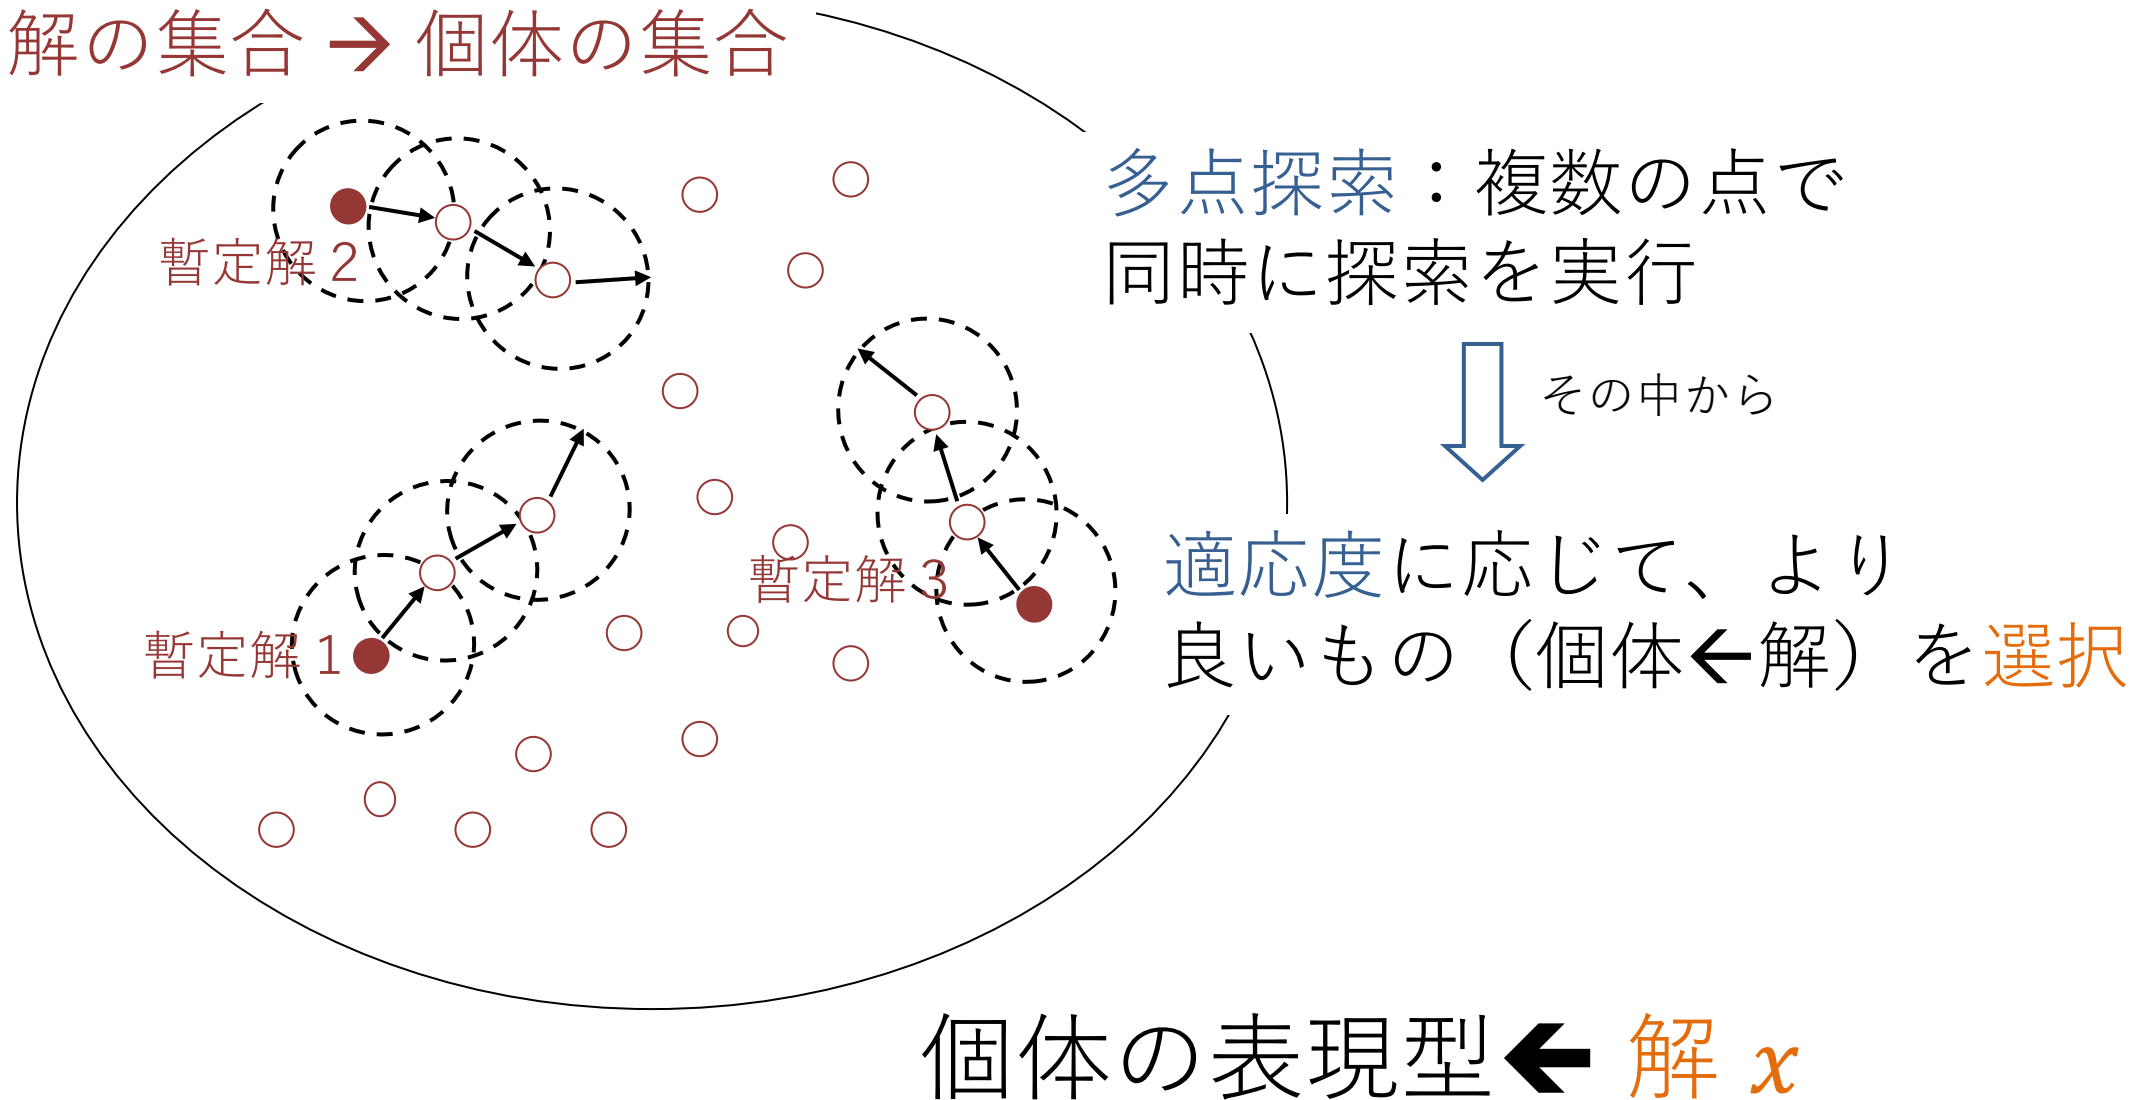 解の集合 → 個体の集合
多点探索：複数の点で
同時に探索を実行
暫定解２
その中から
適応度に応じて、より
良いもの（個体←解）を選択
暫定解３
暫定解１
個体の表現型← 解 x